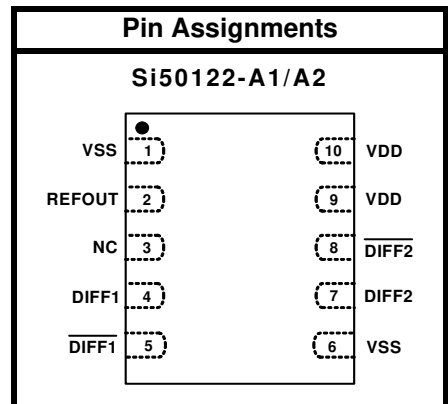 Pin Assignments
Si50122-A1/A2
VSS 1 10 VDD
REFOUT 2 9 VDD
NC 3 8 DIFF2
DIFF1 4 7 DIFF2
DIFF1 5 6 VSS